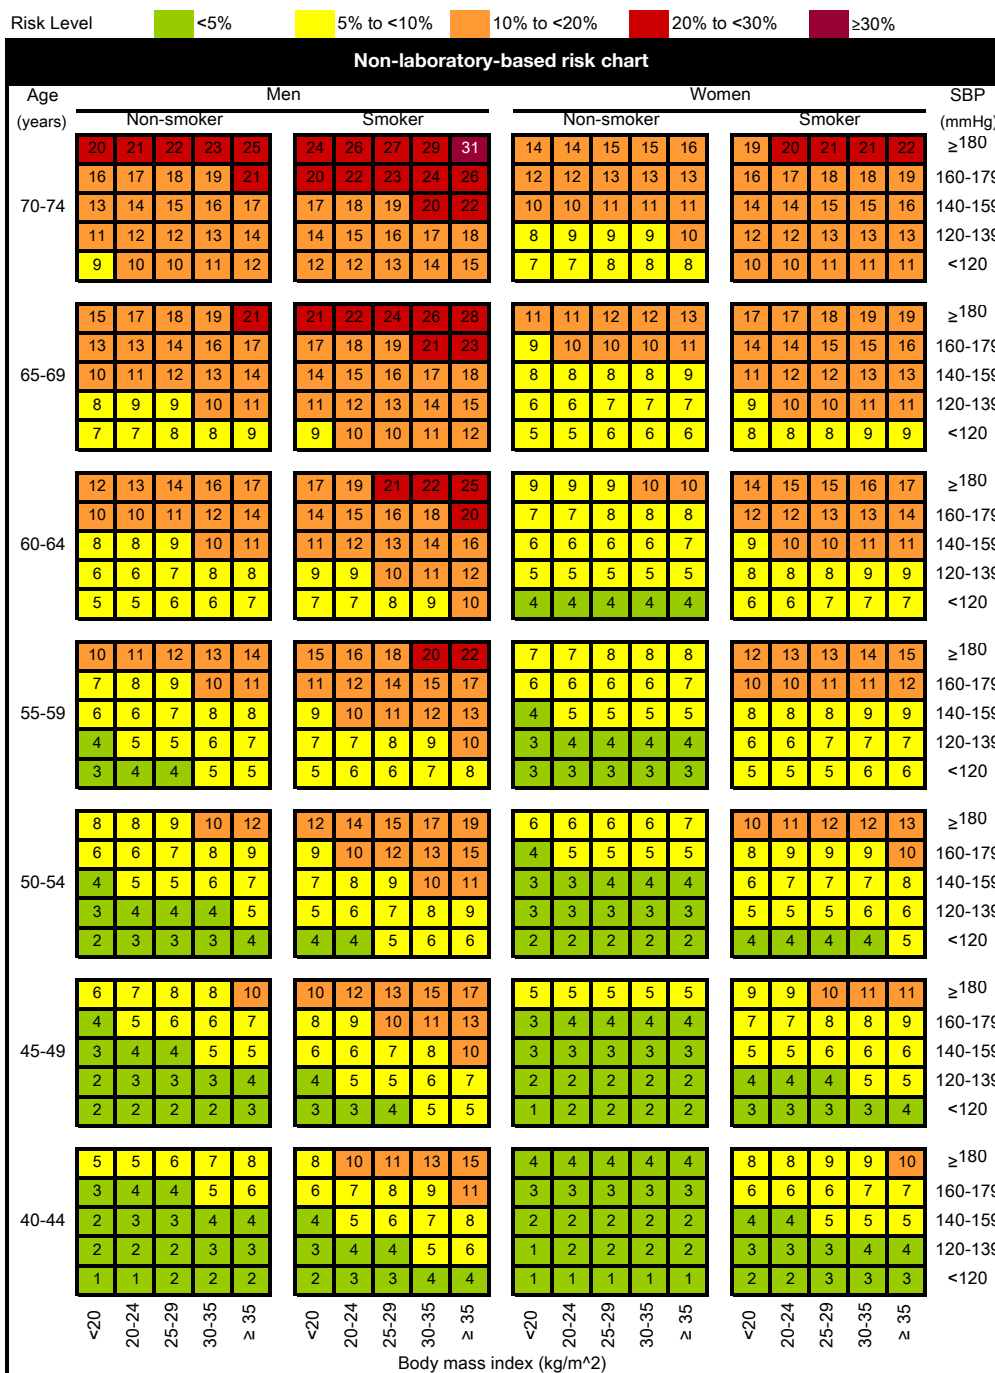 Risk Level <5% 5% to <10% 10% to <20% 20% to <30% ≥30%
Non-laboratory-based risk chart
Age Men Women SBP
(years) Non-smoker Smoker Non-smoker Smoker (mmHg)
20 21 22 23 25 24 26 27 29 31 14 14 15 15 16 19 20 21 21 22 ≥180
16 17 18 19 21 20 22 23 24 26 12 12 13 13 13 16 17 18 18 19 160-179
70-74 13 14 15 16 17 17 18 19 20 22 10 10 11 11 11 14 14 15 15 16 140-159
11 12 12 13 14 14 15 16 17 18 8 9 9 9 10 12 12 13 13 13 120-139
9 10 10 11 12 12 12 13 14 15 7 7 8 8 8 10 10 11 11 11 <120
15 17 18 19 21 21 22 24 26 28 11 11 12 12 13 17 17 18 19 19 ≥180
13 13 14 16 17 17 18 19 21 23 9 10 10 10 11 14 14 15 15 16 160-179
65-69 10 11 12 13 14 14 15 16 17 18 8 8 8 8 9 11 12 12 13 13 140-159
8 9 9 10 11 11 12 13 14 15 6 6 7 7 7 9 10 10 11 11 120-139
7 7 8 8 9 9 10 10 11 12 5 5 6 6 6 8 8 8 9 9 <120
12 13 14 16 17 17 19 21 22 25 9 9 9 10 10 14 15 15 16 17 ≥180
10 10 11 12 14 14 15 16 18 20 7 7 8 8 8 12 12 13 13 14 160-179
60-64 8 8 9 10 11 11 12 13 14 16 6 6 6 6 7 9 10 10 11 11 140-159
6 6 7 8 8 9 9 10 11 12 5 5 5 5 5 8 8 8 9 9 120-139
5 5 6 6 7 7 7 8 9 10 4 4 4 4 4 6 6 7 7 7 <120
10 11 12 13 14 15 16 18 20 22 7 7 8 8 8 12 13 13 14 15 ≥180
7 8 9 10 11 11 12 14 15 17 6 6 6 6 7 10 10 11 11 12 160-179
55-59 6 6 7 8 8 9 10 11 12 13 4 5 5 5 5 8 8 8 9 9 140-159
4 5 5 6 7 7 7 8 9 10 3 4 4 4 4 6 6 7 7 7 120-139
3 4 4 5 5 5 6 6 7 8 3 3 3 3 3 5 5 5 6 6 <120
8 8 9 10 12 12 14 15 17 19 6 6 6 6 7 10 11 12 12 13 ≥180
6 6 7 8 9 9 10 12 13 15 4 5 5 5 5 8 9 9 9 10 160-179
50-54 4 5 5 6 7 7 8 9 10 11 3 3 4 4 4 6 7 7 7 8 140-159
3 4 4 4 5 5 6 7 8 9 3 3 3 3 3 5 5 5 6 6 120-139
2 3 3 3 4 4 4 5 6 6 2 2 2 2 2 4 4 4 4 5 <120
6 7 8 8 10 10 12 13 15 17 5 5 5 5 5 9 9 10 11 11 ≥180
4 5 6 6 7 8 9 10 11 13 3 4 4 4 4 7 7 8 8 9 160-179
45-49 3 4 4 5 5 6 6 7 8 10 3 3 3 3 3 5 5 6 6 6 140-159
2 3 3 3 4 4 5 5 6 7 2 2 2 2 2 4 4 4 5 5 120-139
2 2 2 2 3 3 3 4 5 5 1 2 2 2 2 3 3 3 3 4 <120
5 5 6 7 8 8 10 11 13 15 4 4 4 4 4 8 8 9 9 10 ≥180
3 4 4 5 6 6 7 8 9 11 3 3 3 3 3 6 6 6 7 7 160-179
40-44 2 3 3 4 4 4 5 6 7 8 2 2 2 2 2 4 4 5 5 5 140-159
2 2 2 3 3 3 4 4 5 6 1 2 2 2 2 3 3 3 4 4 120-139
1 1 2 2 2 2 3 3 4 4 1 1 1 1 1 2 2 3 3 3 <120
<20 20-24 25-29 30-35 ≥ 35 <20 20-24 25-29 30-35 ≥ 35 <20 20-24 25-29 30-35 ≥ 35 <20 20-24 25-29 30-35 ≥ 35
Body mass index (kg/m^2)